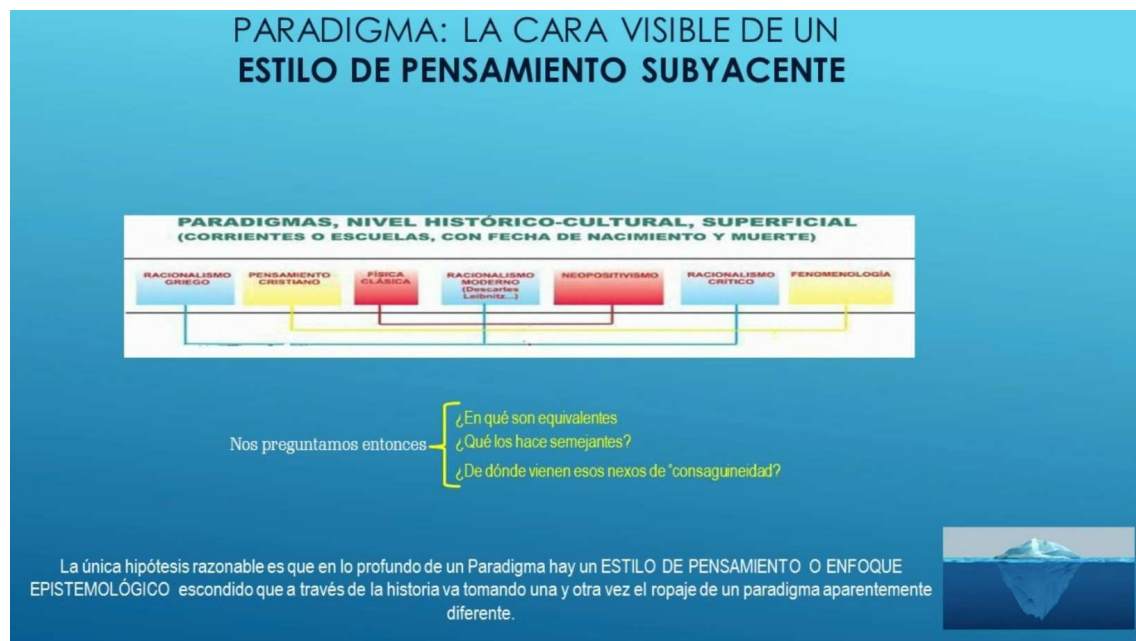 PARADIGMA: LA CARA VISIBLE DE UN
ESTILO DE PENSAMIENTO SUBYACENTE
PARADIGMAS, NIVEL HISTÓRICO-CULTURAL, SUPERFICIAL
(CORRIENTES O ESCUELAS, CON FECHA DE NACIMIENTO Y MUERTE)
RACIONALISMO
GRIEGO
PENSAMIENTO
CRISTIANO
FÍSICA
CLÁSICA
RACIONALISMO
MODERNO
(Descartes
Leibnitz...)
NEOPOSITIVISMO
RACIONALISMO
CRÍTICO
FENOMENOLOGÍA
Nos preguntamos entonces
¿En qué son equivalentes
¿Qué los hace semejantes?
¿De dónde vienen esos nexos de “consaguineidad?
La única hipótesis razonable es que en lo profundo de un Paradigma hay un ESTILO DE PENSAMIENTO O ENFOQUE
EPISTEMOLÓGICO escondido que a través de la historia va tomando una y otra vez el ropaje de un paradigma aparentemente
diferente.